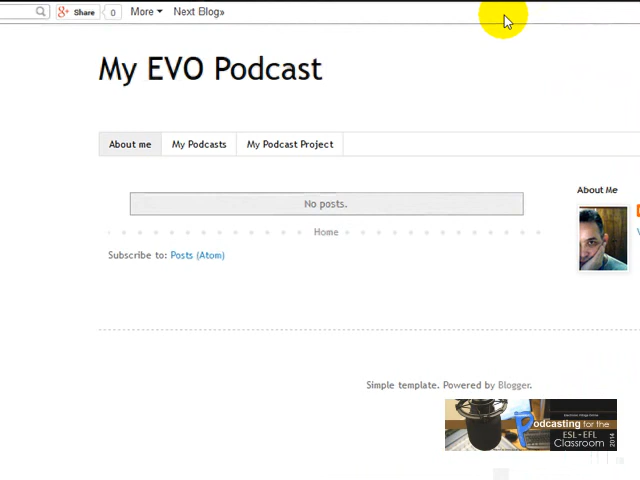 Share 0 More Next Blog»
My EVO Podcast
About me My Podcasts My Podcast Project
No posts.
About Me
Home
Subscribe to: Posts (Atom)
Simple template. Powered by Blogger.
Podcasting for the
ESL-EFL
Classroom
2014